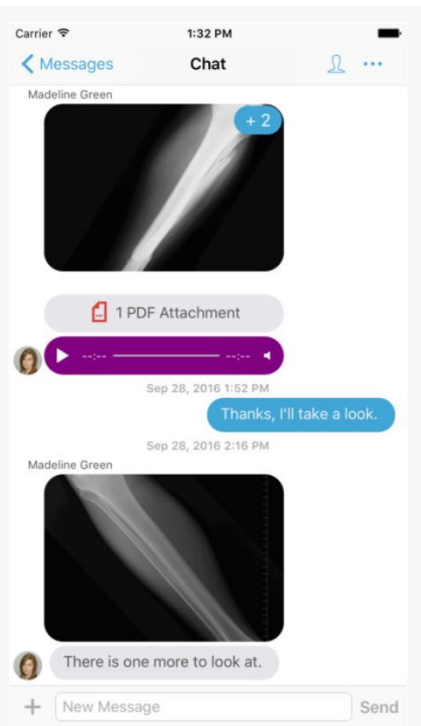 Carrier 1:32 PM
Messages Chat
Madeline Green
+ 2
1 PDF Attachment
--:-- --:--
Sep 28, 2016 1:52 PM
Thanks, I'll take a look.
Sep 28, 2016 2:16 PM
Madeline Green
There is one more to look at.
New Message Send